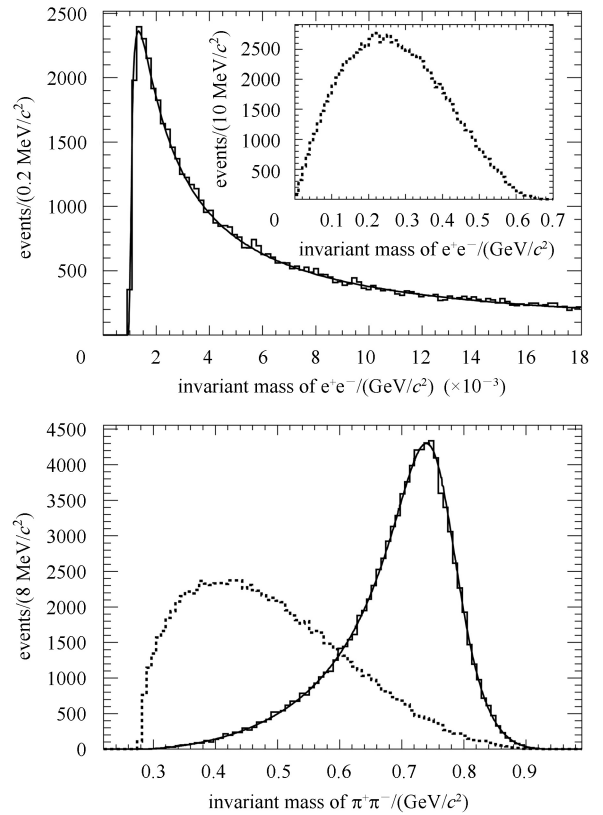 2500
2000
1500
1000
500
0
events/(0.2 MeV/c²)
2 4 6 8 10 12 14 16 18
invariant mass of e⁺e⁻/(GeV/c²) (×10⁻³)
2500
2000
1500
1000
500
0
events/(10 MeV/c²)
0.1 0.2 0.3 0.4 0.5 0.6 0.7
invariant mass of e⁺e⁻/(GeV/c²)
4500
4000
3500
3000
2500
2000
1500
1000
500
0
events/(8 MeV/c²)
0.3 0.4 0.5 0.6 0.7 0.8 0.9
invariant mass of π⁺π⁻/(GeV/c²)